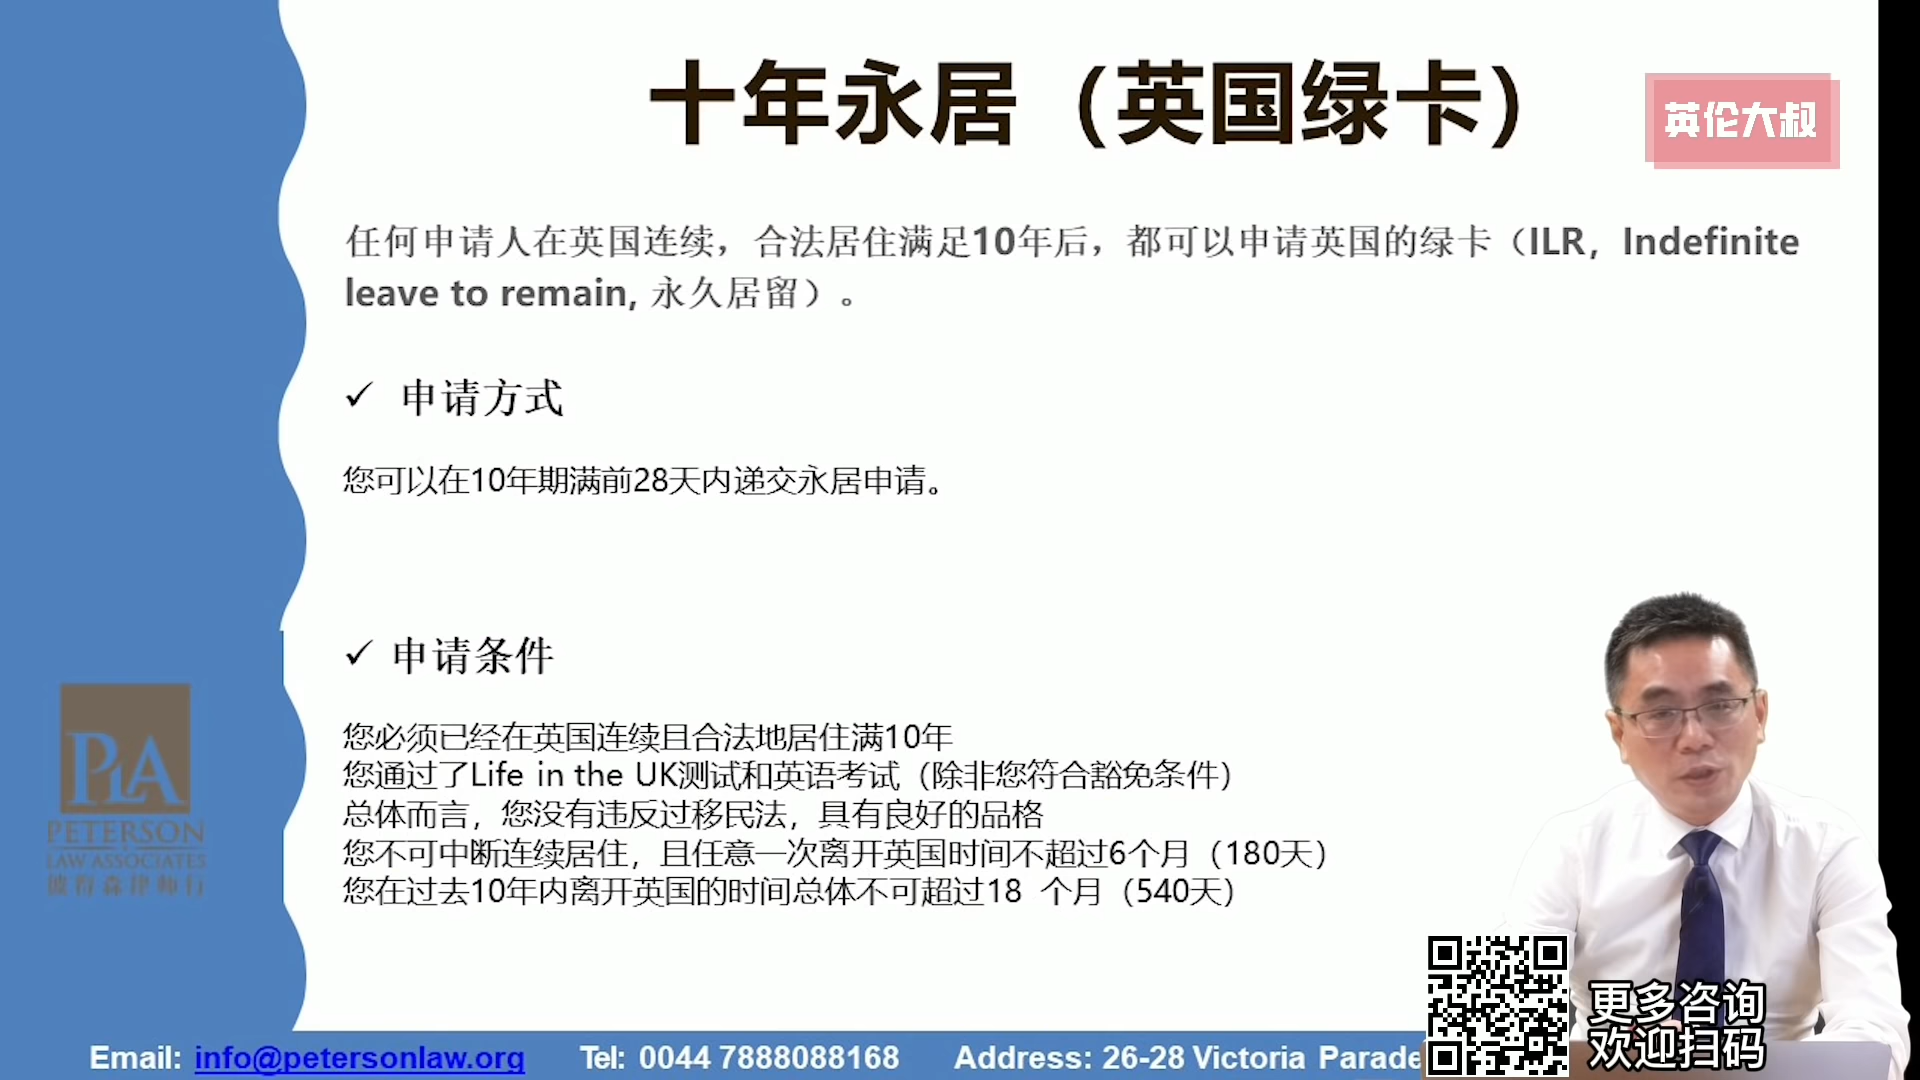 十年永居（英国绿卡）
英伦大叔
任何申请人在英国连续，合法居住满足10年后，都可以申请英国的绿卡（ILR，Indefinite
leave to remain, 永久居留）。
✓ 申请方式
您可以在10年期满前28天内递交永居申请。
✓ 申请条件
您必须已经在英国连续且合法地居住满10年
您通过了Life in the UK测试和英语考试（除非您符合豁免条件）
总体而言，您没有违反过移民法，具有良好的品格
您不可中断连续居住，且任意一次离开英国时间不超过6个月（180天）
您在过去10年内离开英国的时间总体不可超过18 个月（540天）
PLA
PETERSON
LAW ASSOCIATES
彼得森律师行
更多咨询
欢迎扫码
Email: info@petersonlaw.org Tel: 0044 7888088168 Address: 26-28 Victoria Parade